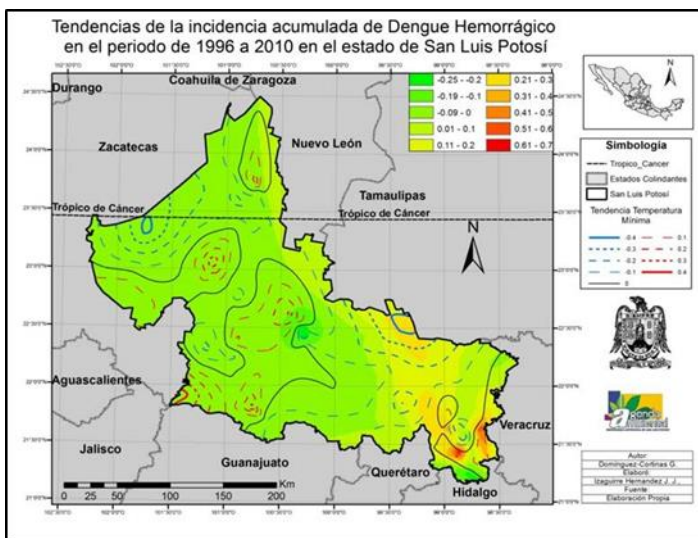 Tendencias de la incidencia acumulada de Dengue Hemorrágico
en el periodo de 1996 a 2010 en el estado de San Luis Potosí
Durango
Coahuila de Zaragoza
Zacatecas
Nuevo León
Tamaulipas
Trópico de Cáncer
Trópico de Cáncer
Aguascalientes
Jalisco
Guanajuato
Querétaro
Hidalgo
Veracruz
N
-0.25 - -0.2
-0.19 - -0.1
-0.09 - 0
0.01 - 0.1
0.11 - 0.2
0.21 - 0.3
0.31 - 0.4
0.41 - 0.5
0.51 - 0.6
0.61 - 0.7
0 25 50 100 150 200
Km
N
Simbología
Tropico_Cancer
Estados Colindantes
San Luis Potosí
Tendencia Temperatura
Mínima
-0.4
-0.3
-0.2
-0.1
0
0.1
0.2
0.3
0.4
agenda
ambiental
Autor:
Domínguez-Cortinas G.
Elaboró:
Izaguirre Hernandez J. J.,
Fuente:
Elaboración Propia